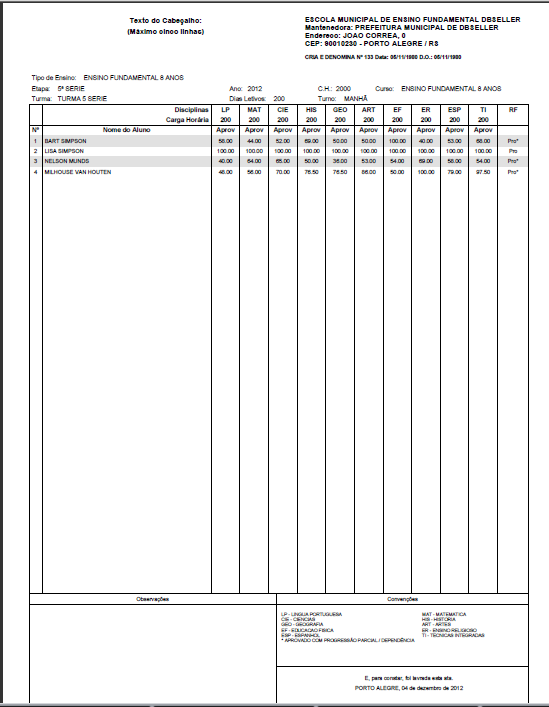 Texto do Cabeçalho:
(Máximo cinco linhas)
ESCOLA MUNICIPAL DE ENSINO FUNDAMENTAL DBSELLER
Mantenedora: PREFEITURA MUNICIPAL DE DBSELLER
Endereco: JOAO CORREA, 0
CEP: 90010230 - PORTO ALEGRE / RS
CRIA E DENOMINA Nº 133 Data: 05/11/1980 D.O.: 06/11/1980
Tipo de Ensino: ENSINO FUNDAMENTAL 8 ANOS
Etapa: 5ª SERIE Ano: 2012 C.H.: 2000 Curso: ENSINO FUNDAMENTAL 8 ANOS
Turma: TURMA 5 SERIE Dias Letivos: 200 Turno: MANHÃ
Disciplinas LP MAT CIE HIS GEO ART EF ER ESP TI RF
Carga Horária 200 200 200 200 200 200 200 200 200 200
Nº Nome do Aluno Aprov Aprov Aprov Aprov Aprov Aprov Aprov Aprov Aprov Aprov
1 BART SIMPSON 58.00 44.00 52.00 69.00 50.00 50.00 100.00 40.00 53.00 68.00 Pro*
2 LISA SIMPSON 100.00 100.00 100.00 100.00 100.00 100.00 100.00 100.00 100.00 100.00 Pro
3 NELSON MUNDS 40.00 64.00 65.00 50.00 36.00 53.00 54.00 69.00 58.00 54.00 Pro*
4 MILHOUSE VAN HOUTEN 48.00 56.00 70.00 76.50 76.50 86.00 50.00 100.00 79.00 97.50 Pro*
Observações Convenções
LP - LINGUA PORTUGUESA MAT - MATEMATICA
CIE - CIENCIAS HIS - HISTORIA
GEO - GEOGRAFIA ART - ARTES
EF - EDUCACAO FISICA ER - ENSINO RELIGIOSO
ESP - ESPANHOL TI - TECNICAS INTEGRADAS
* APROVADO COM PROGRESSÃO PARCIAL / DEPENDÊNCIA
E, para constar, foi lavrada esta ata.
PORTO ALEGRE, 04 de dezembro de 2012